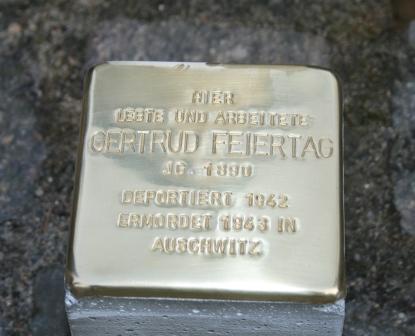 HIER
LEBTE UND ARBEITETE
GERTRUD FEIERTAG
JG. 1890
DEPORTIERT 1942
ERMORDET 1943 IN
AUSCHWITZ